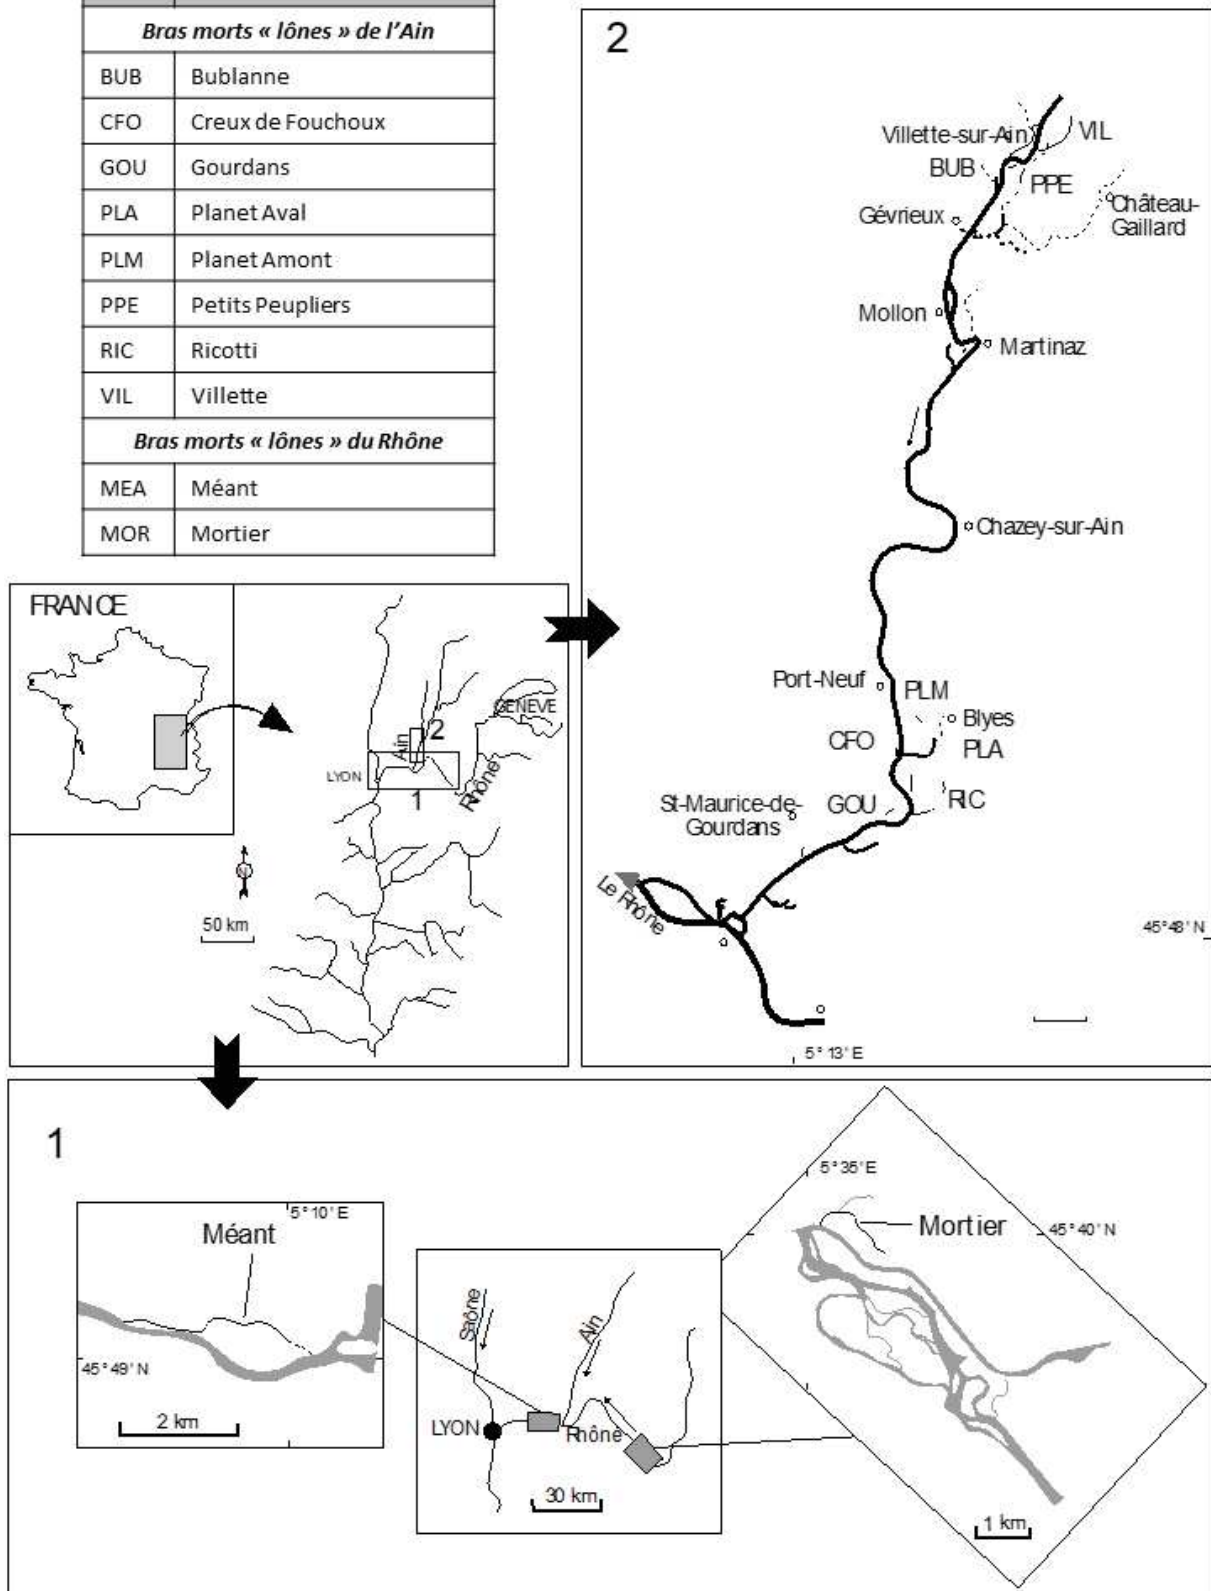 Bras morts « lônes » de l’Ain
BUB Bublanne
CFO Creux de Fouchoux
GOU Gourdans
PLA Planet Aval
PLM Planet Amont
PPE Petits Peupliers
RIC Ricotti
VIL Villette
Bras morts « lônes » du Rhône
MEA Méant
MOR Mortier
FRANCE
GENEVE
2
Ain
LYON
1
Rhône
N
50 km
2
Villette-sur-Ain
VIL
BUB
PPE
Château-
Gaillard
Gévrieux
Mollon
Martinaz
Chazey-sur-Ain
Port-Neuf
PLM
Blyes
CFO
PLA
St-Maurice-de-
Gourdans
GOU
RIC
Le Rhône
45°48' N
5° 13' E
1
5°10' E
Méant
45°49' N
2 km
Saône
Ain
LYON
Rhône
30 km
5°35' E
Mortier
45°40' N
1 km